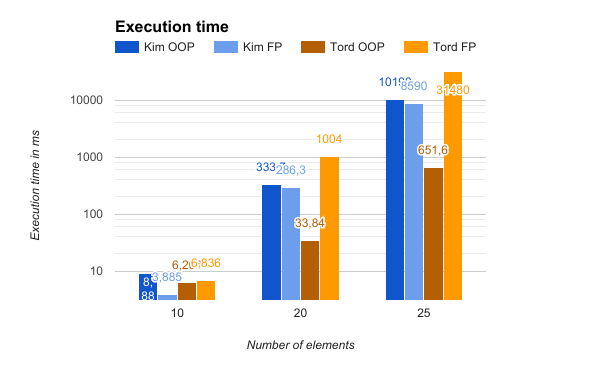 Execution time
Kim OOP Kim FP Tord OOP Tord FP
Execution time in ms
10000
1000
100
10
8590
31480
651,6
286,3
33,84
1004
3,885
6,836
10 20 25
Number of elements